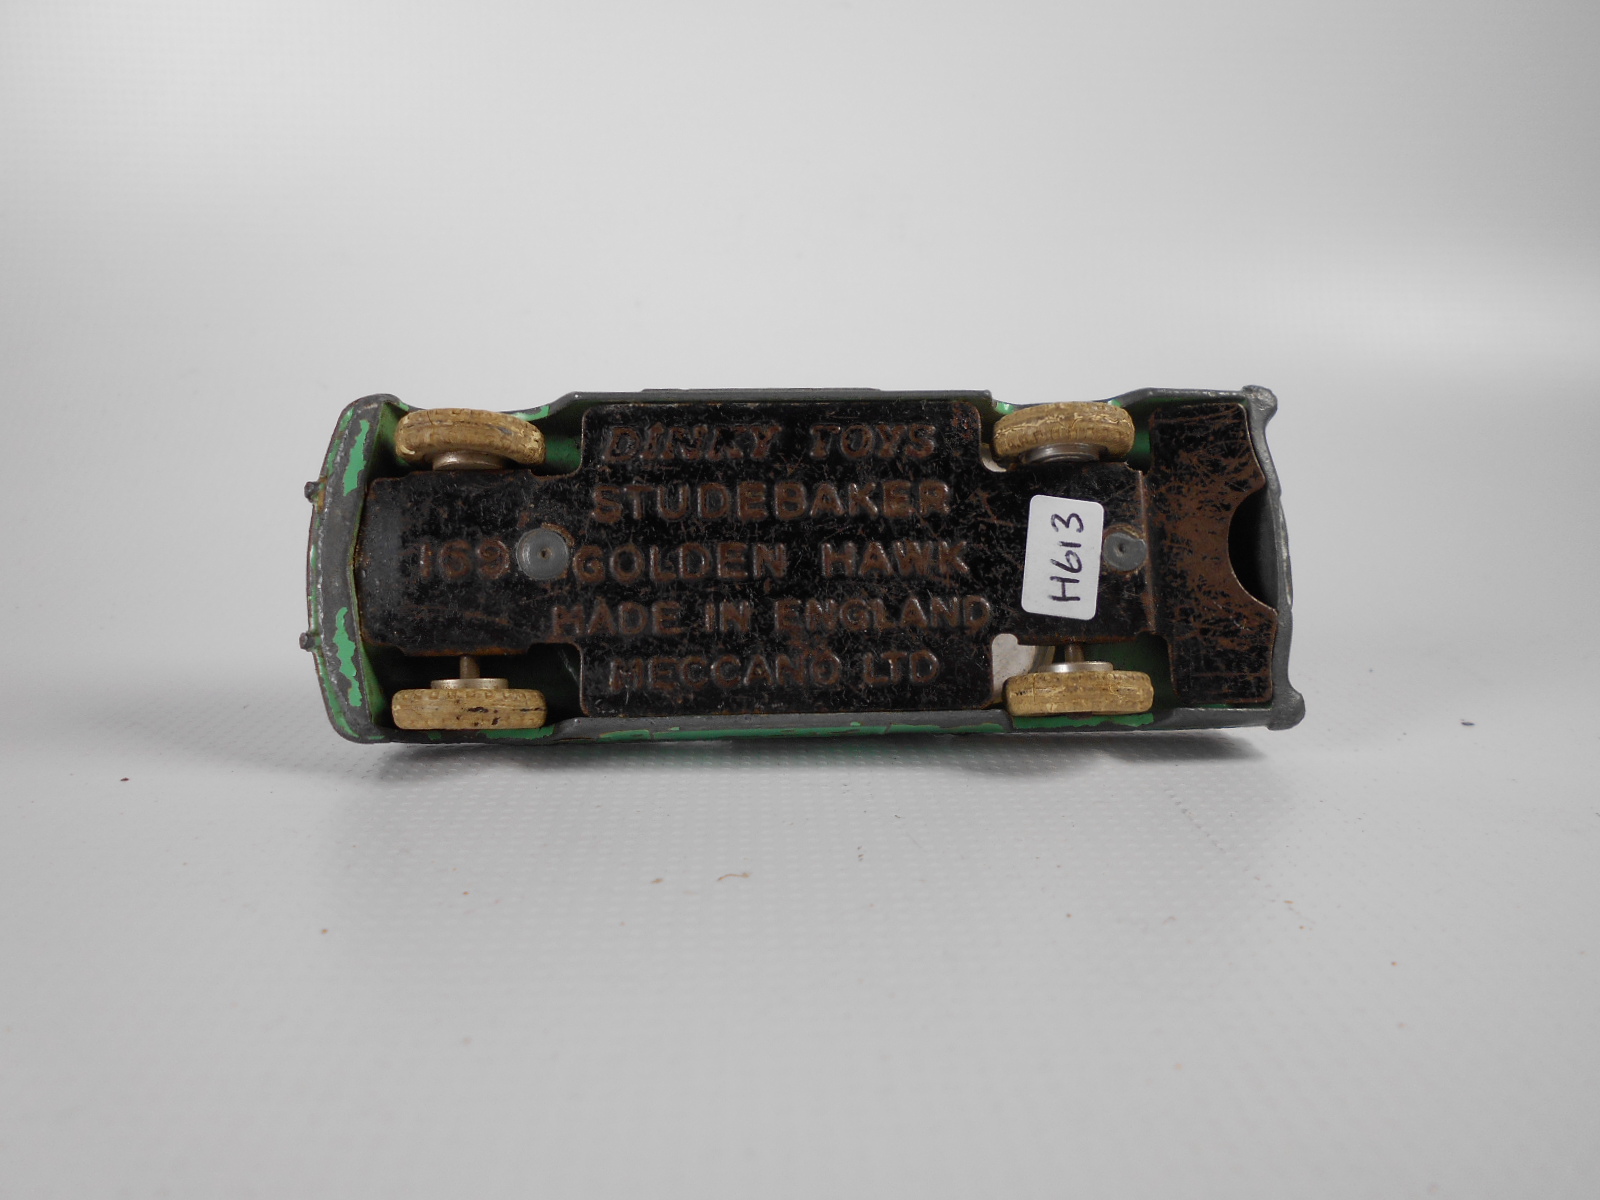 DINKY TOYS
STUDEBAKER
169 GOLDEN HAWK
MADE IN ENGLAND
MECCANO LTD
H613